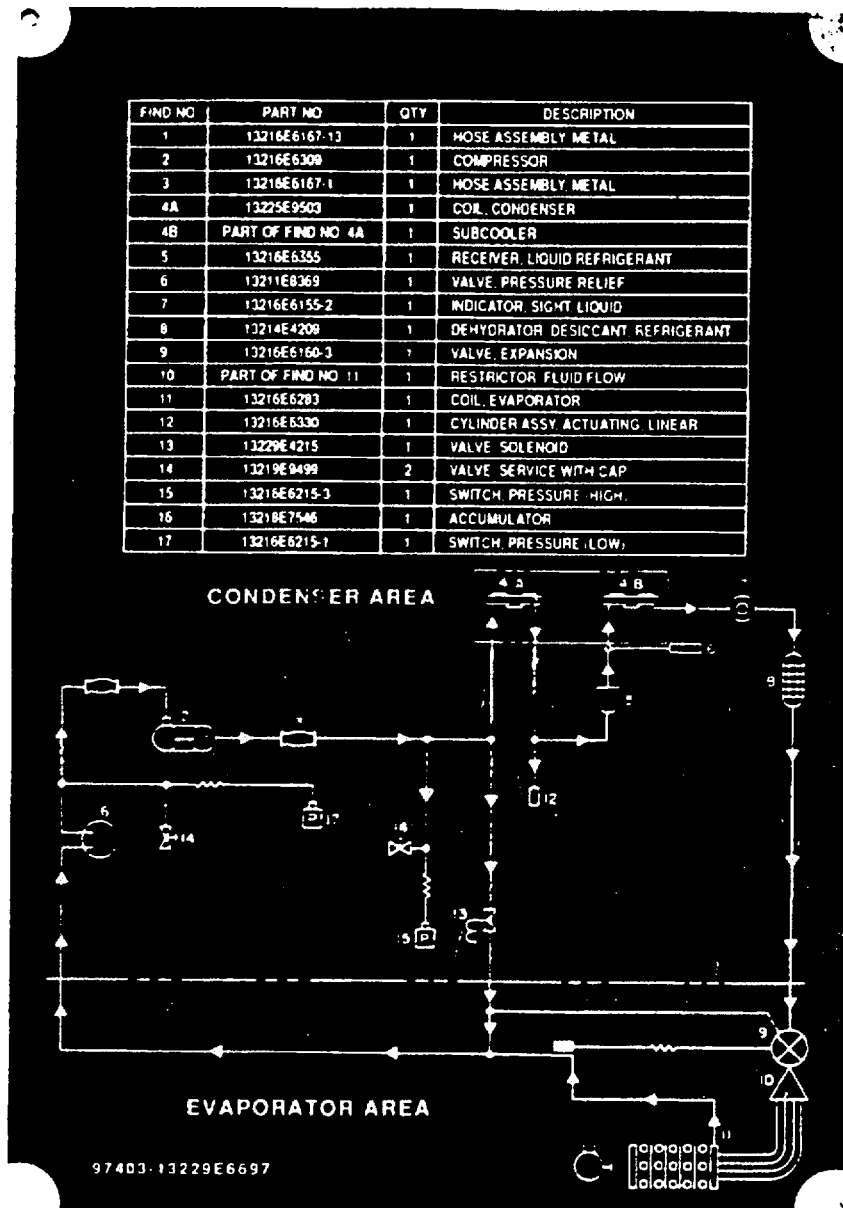 FIND NO PART NO QTY DESCRIPTION
1 13216E6167-13 1 HOSE ASSEMBLY METAL
2 13216E6309 1 COMPRESSOR
3 13216E6167-1 1 HOSE ASSEMBLY, METAL
4A 13225E9503 1 COIL, CONDENSER
4B PART OF FIND NO. 4A 1 SUBCOOLER
5 13216E6355 1 RECEIVER, LIQUID REFRIGERANT
6 13211E8369 1 VALVE, PRESSURE RELIEF
7 13216E6155-2 1 INDICATOR, SIGHT, LIQUID
8 13214E4209 1 DEHYDRATOR DESICCANT, REFRIGERANT
9 13216E6160-3 1 VALVE, EXPANSION
10 PART OF FIND NO 11 1 RESTRICTOR FLUID FLOW
11 13216E6283 1 COIL, EVAPORATOR
12 13216E6330 1 CYLINDER ASSY, ACTUATING, LINEAR
13 13229E4215 1 VALVE SOLENOID
14 13219E9499 2 VALVE SERVICE WITH CAP
15 13216E6215-3 1 SWITCH, PRESSURE (HIGH)
16 13218E7546 1 ACCUMULATOR
17 13216E6215-1 1 SWITCH, PRESSURE (LOW)
CONDENSER AREA
4A
4B
12
6
P
17
14
13
15
P
9
10
11
EVAPORATOR AREA
97403-13229E6697